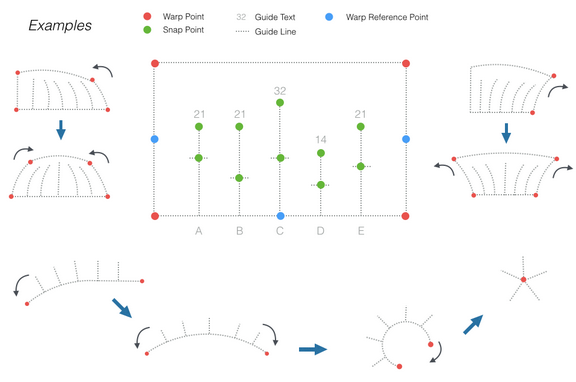 Examples
Warp Point
32 Guide Text
Warp Reference Point
Snap Point
Guide Line
32
21 21 21
14
A B C D E